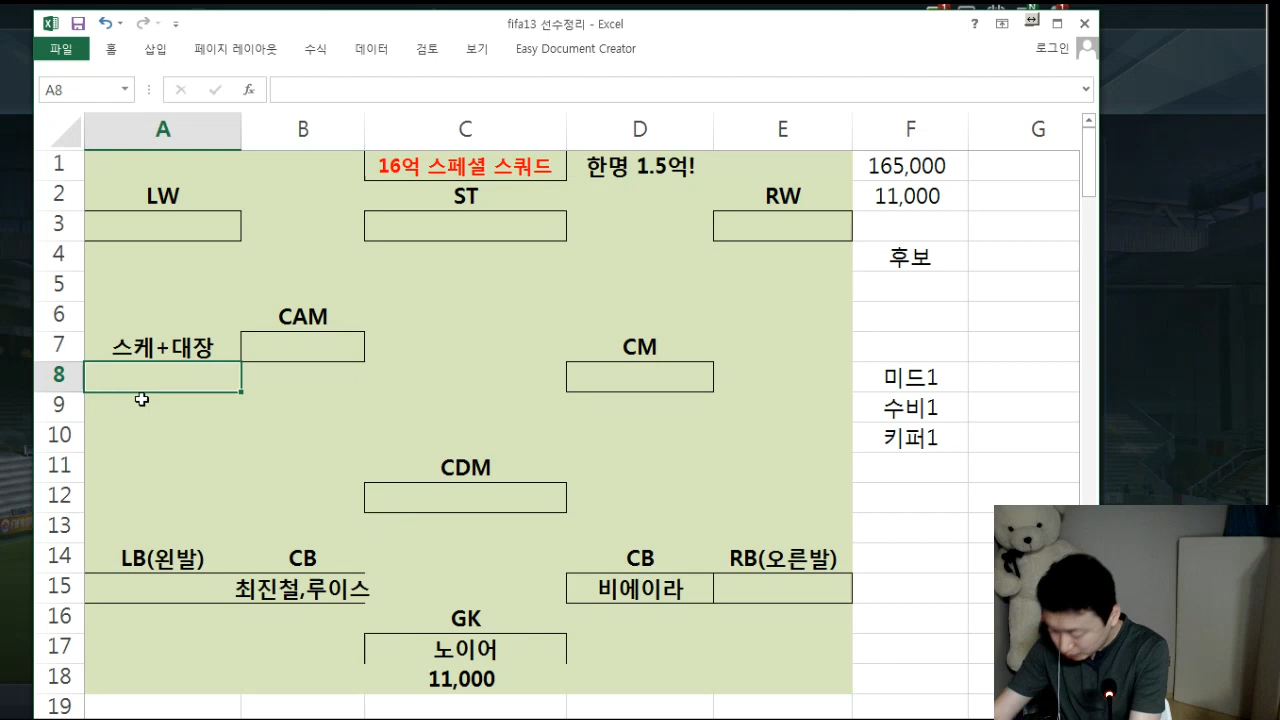 fifa13 선수정리 - Excel
?
파일 홈 삽입 페이지 레이아웃 수식 데이터 검토 보기 Easy Document Creator 로그인
A8 fx
A B C D E F G
1 16억 스페셜 스쿼드 한명 1.5억! 165,000
2 LW ST RW 11,000
3
4 후보
5
6 CAM
7 스케+대장 CM
8 미드1
9 수비1
10 키퍼1
11 CDM
12
13
14 LB(왼발) CB CB RB(오른발)
15 최진철,루이스 비에이라
16 GK
17 노이어
18 11,000
19